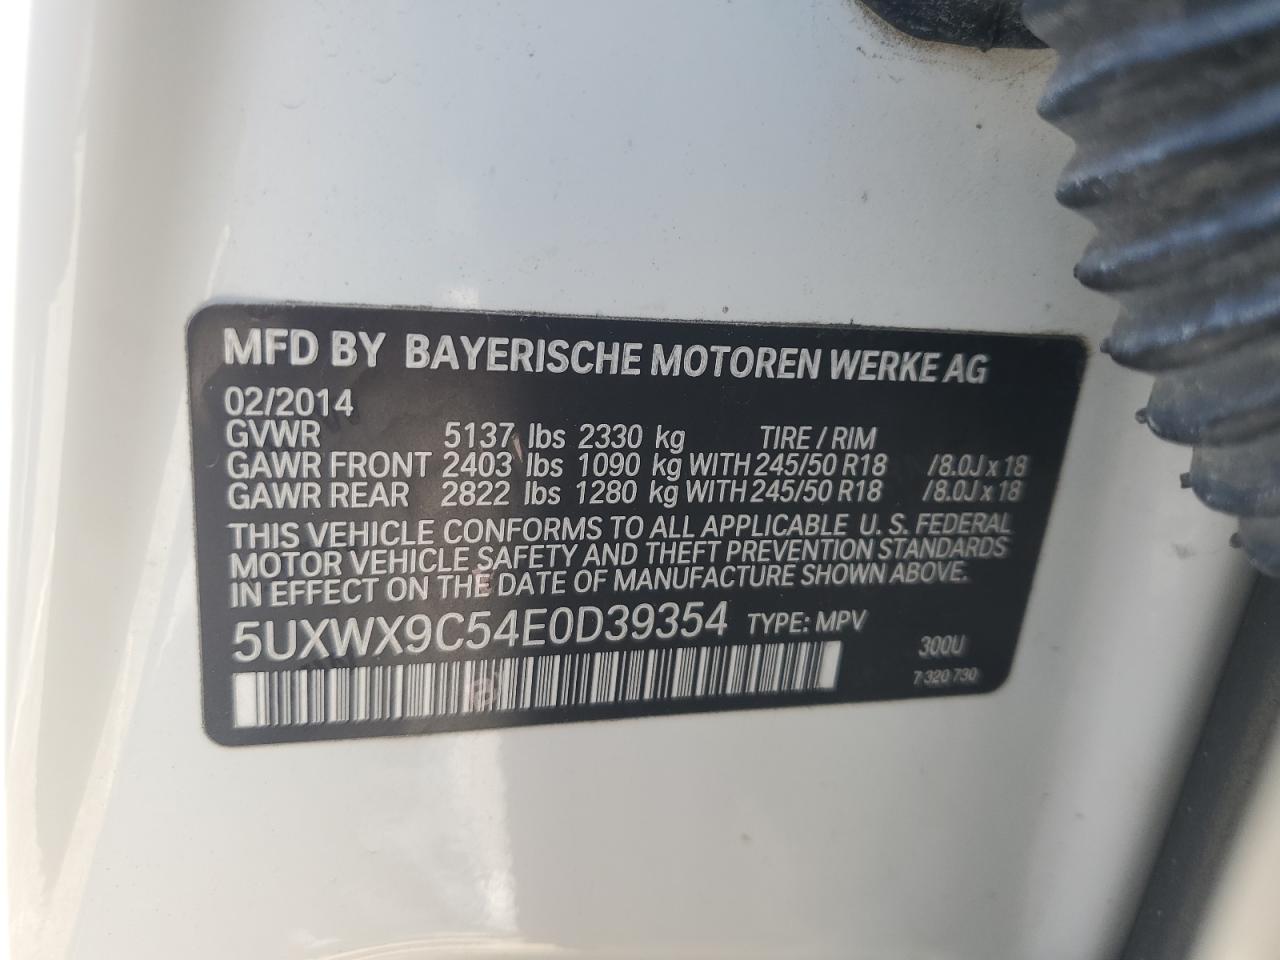 MFD BY BAYERISCHE MOTOREN WERKE AG
02/2014
GVWR 5137 lbs 2330 kg TIRE / RIM
GAWR FRONT 2403 lbs 1090 kg WITH 245/50 R18 /8.0J x 18
GAWR REAR 2822 lbs 1280 kg WITH 245/50 R18 /8.0J x 18
THIS VEHICLE CONFORMS TO ALL APPLICABLE U. S. FEDERAL
MOTOR VEHICLE SAFETY AND THEFT PREVENTION STANDARDS
IN EFFECT ON THE DATE OF MANUFACTURE SHOWN ABOVE.
5UXWX9C54E0D39354 TYPE: MPV
300U
7 320 730